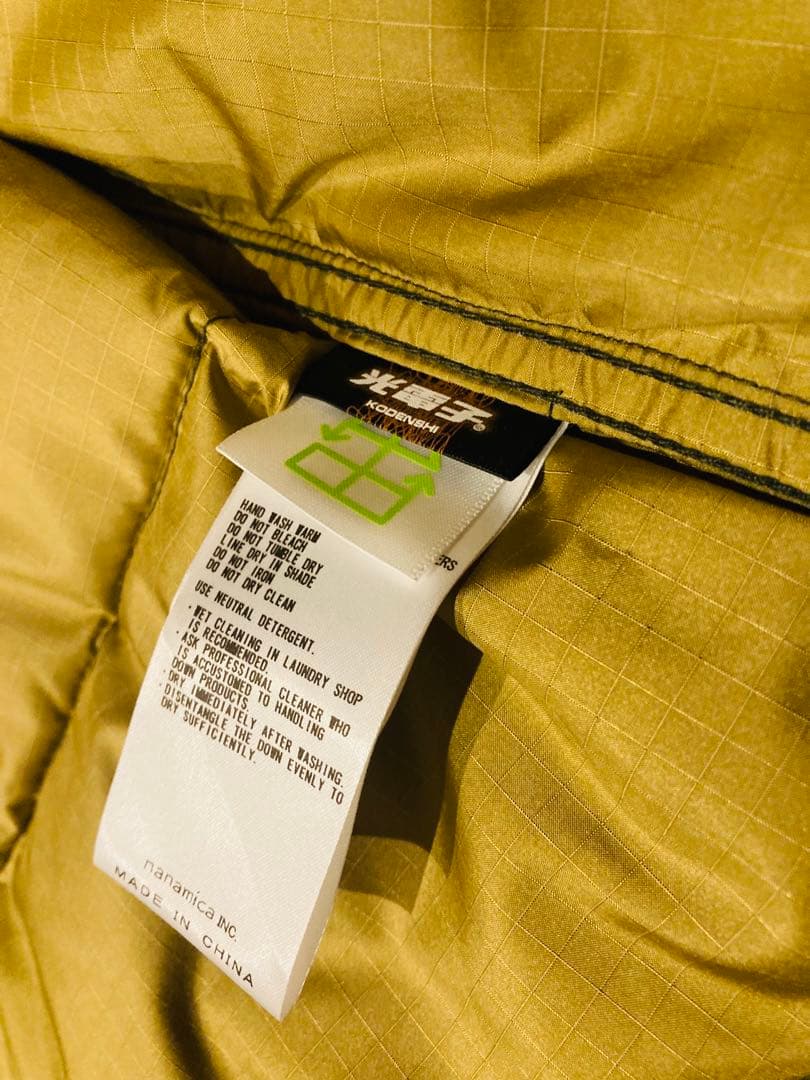 光電子®
KODENSHI
ERS
HAND WASH WARM
DO NOT BLEACH
DO NOT TUMBLE DRY
LINE DRY IN SHADE
DO NOT IRON
DO NOT DRY CLEAN
USE NEUTRAL DETERGENT.
・WET CLEANING IN LAUNDRY SHOP
IS RECOMMENDED.
・ASK PROFESSIONAL CLEANER WHO
IS ACCUSTOMED TO HANDLING
DOWN PRODUCTS.
・DRY IMMEDIATELY AFTER WASHING.
・DISENTANGLE THE DOWN EVENLY TO
DRY SUFFICIENTLY.
nanamica INC.
MADE IN CHINA